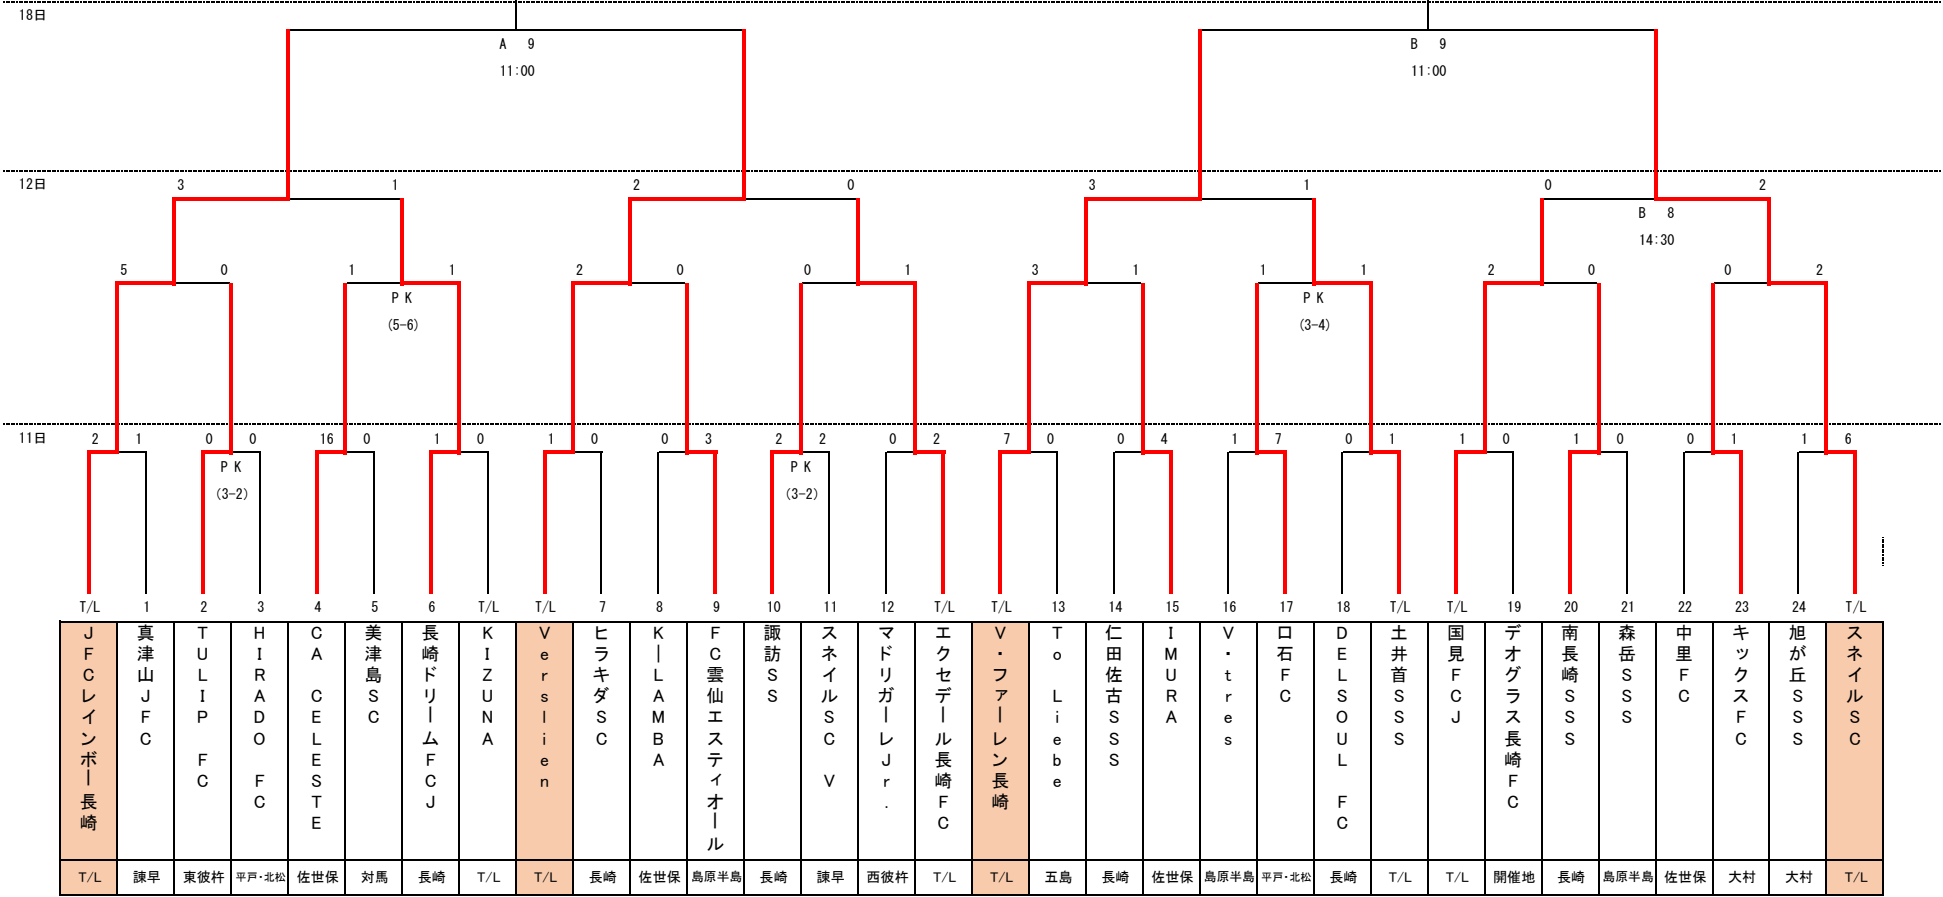 18日
A 9 B 9
11:00 11:00
12日 3 1 2 0 3 1 0 2
B 8
14:30
5 0 1 1 2 0 0 1 3 1 1 1 2 0 0 2
PK PK
(5-6) (3-4)
11日 2 1 0 0 16 0 1 0 1 0 0 3 2 2 0 2 7 0 0 4 1 7 0 1 1 0 1 0 0 1 1 6
PK PK
(3-2) (3-2)
T/L 1 2 3 4 5 6 T/L T/L 7 8 9 10 11 12 T/L T/L 13 14 15 16 17 18 T/L T/L 19 20 21 22 23 24 T/L
JFCレインボー長崎
真津山JFC
TULIP FC
HIRADO FC
CA CELESTE
美津島SC
長崎ドリームFCJ
KIZUNA
Verslien
ヒラキダSC
K|LAMBA
FC雲仙エスティオール
諏訪SS
スネイルSC V
マドリガーレJr.
エクセデール長崎FC
V・ファーレン長崎
To Liebe
仁田佐古SSS
IMURA
V・tres
口石FC
DELSOUL FC
土井首SSS
国見FCJ
デオグラス長崎FC
南長崎SSS
森岳SSS
中里FC
キックスFC
旭が丘SSS
スネイルSC
T/L 諫早 東彼杵 平戸・北松 佐世保 対馬 長崎 T/L T/L 長崎 佐世保 島原半島 長崎 諫早 西彼杵 T/L T/L 五島 長崎 佐世保 島原半島 平戸・北松 長崎 T/L T/L 開催地 長崎 島原半島 佐世保 大村 大村 T/L